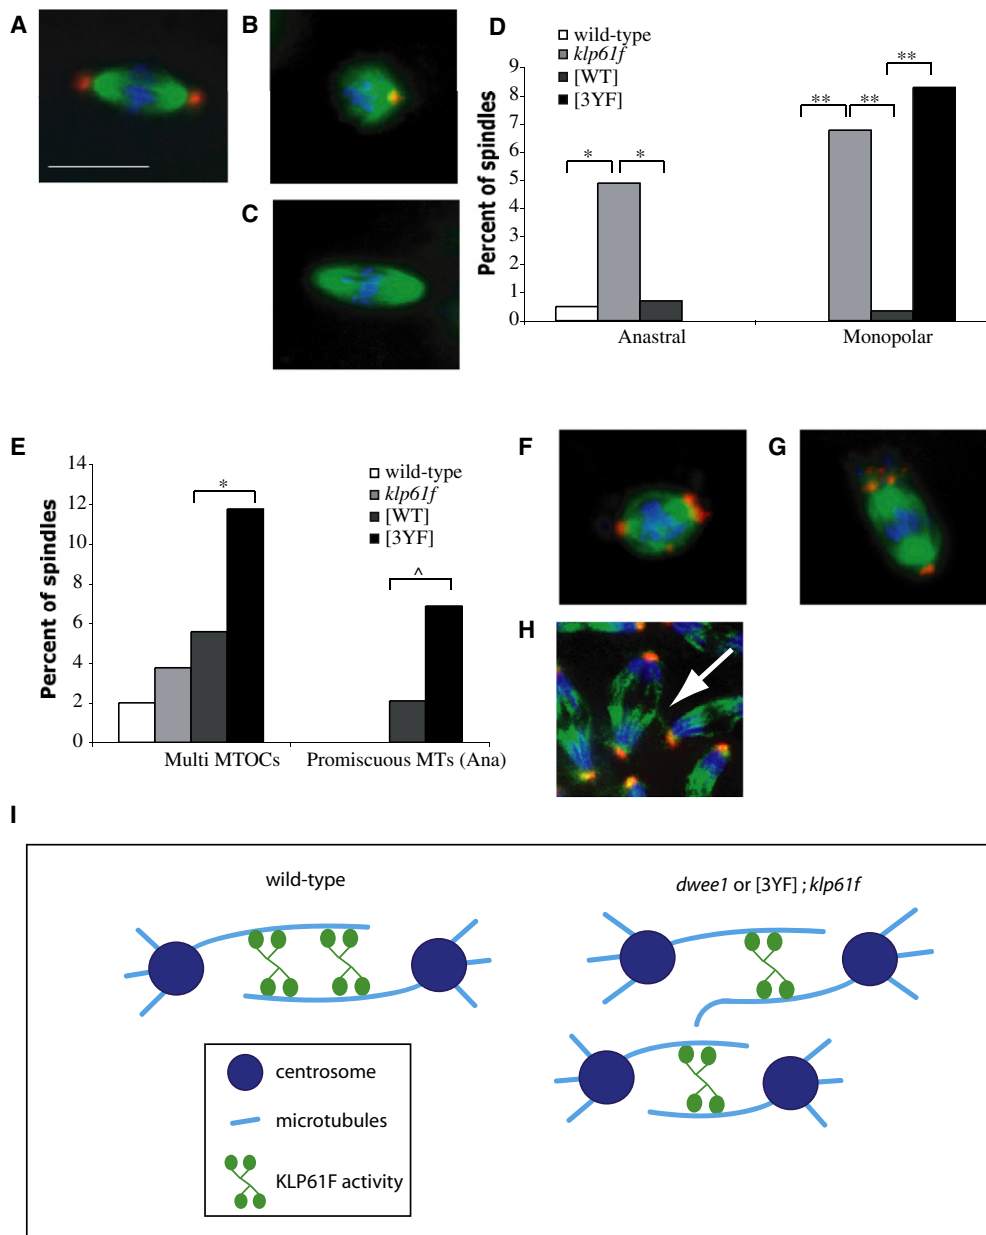 A
B
C
D
wild-type
klp61f
[WT]
[3YF]
Percent of spindles
9
8
7
6
5
4
3
2
1
0
*
*
**
**
**
Anastral
Monopolar
E
wild-type
klp61f
[WT]
[3YF]
Percent of spindles
14
12
10
8
6
4
2
0
*
^
Multi MTOCs
Promiscuous MTs (Ana)
F
G
H
I
wild-type
dwee1 or [3YF] ; klp61f
centrosome
microtubules
KLP61F activity